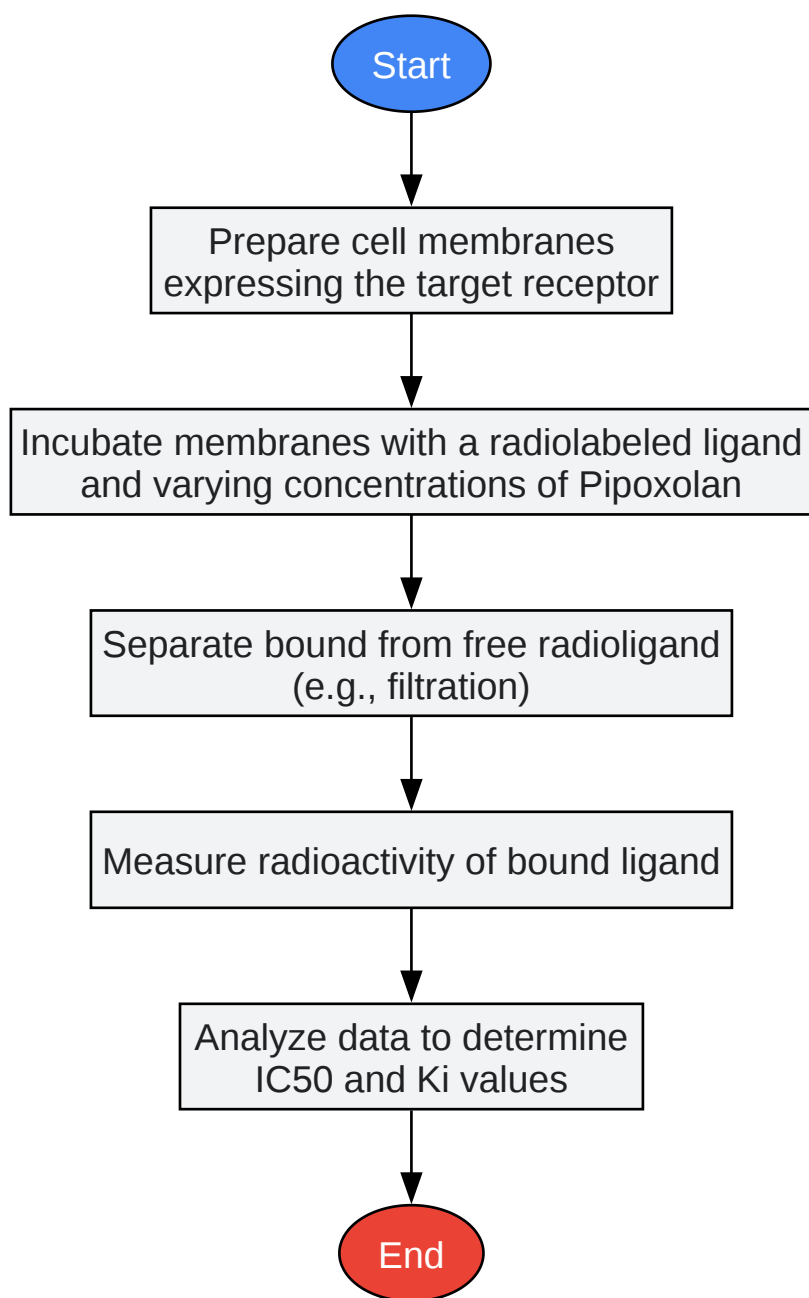 Start
Prepare cell membranes
expressing the target receptor
Incubate membranes with a radiolabeled ligand
and varying concentrations of Pipoxolan
Separate bound from free radioligand
(e.g., filtration)
Measure radioactivity of bound ligand
Analyze data to determine
IC50 and Ki values
End